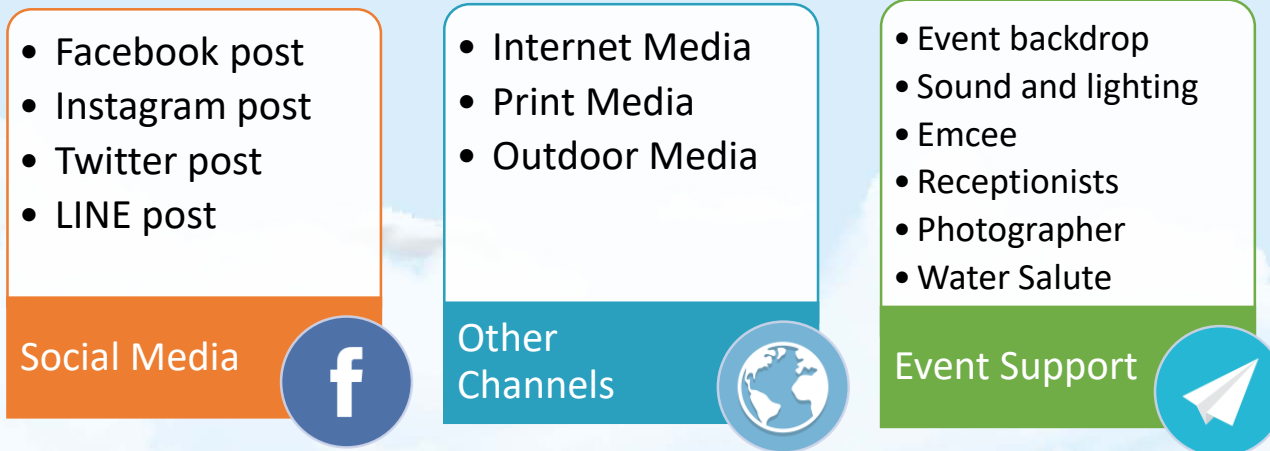 • Facebook post
• Instagram post
• Twitter post
• LINE post
Social Media
f
• Internet Media
• Print Media
• Outdoor Media
Other
Channels
• Event backdrop
• Sound and lighting
• Emcee
• Receptionists
• Photographer
• Water Salute
Event Support